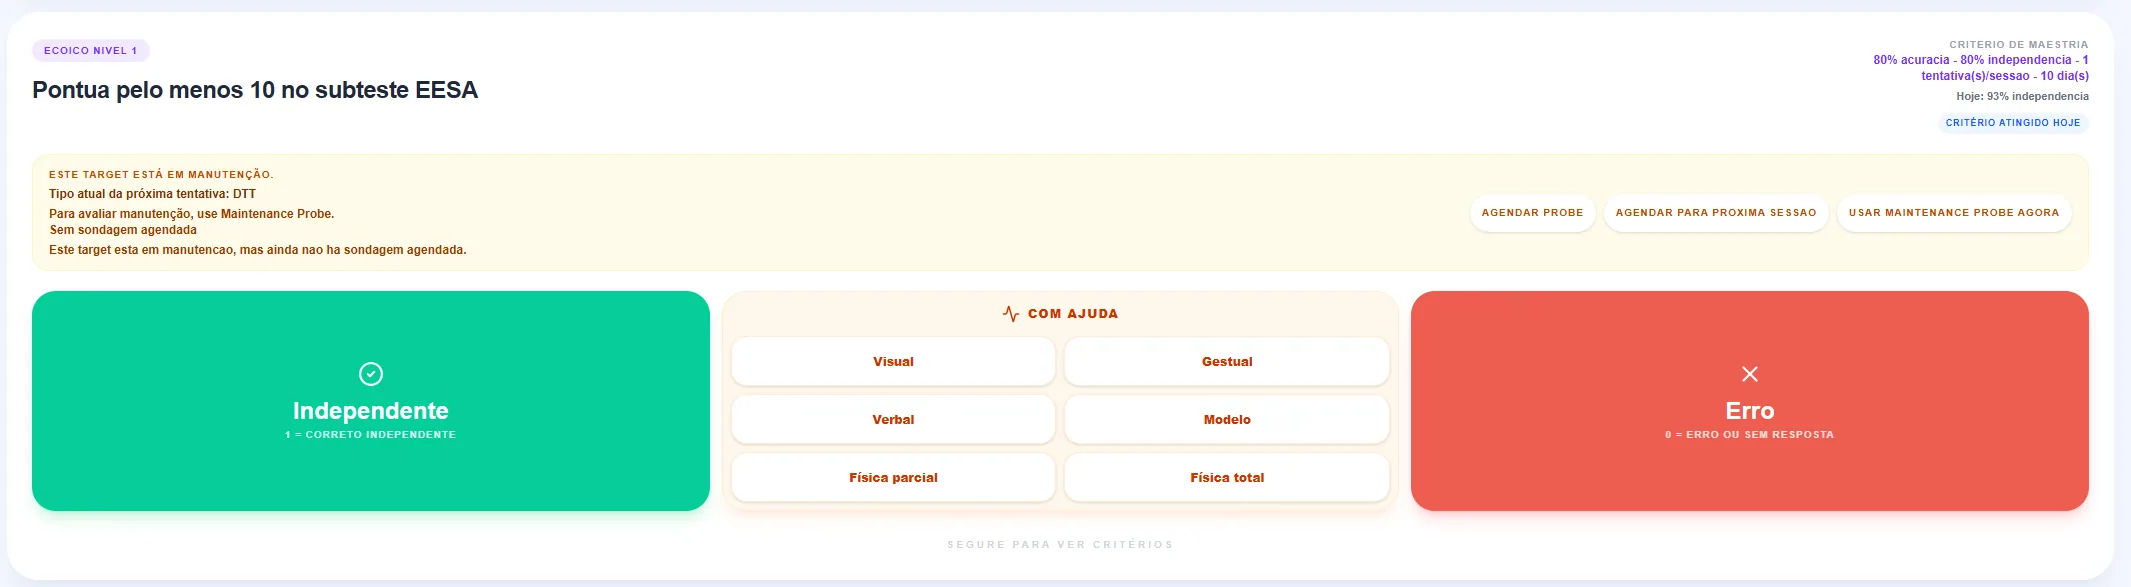 ECOICO NIVEL 1
Pontua pelo menos 10 no subteste EESA
CRITERIO DE MAESTRIA
80% acuracia - 80% independencia - 1
tentativa(s)/sessao - 10 dia(s)
Hoje: 93% independencia
CRITÉRIO ATINGIDO HOJE
ESTE TARGET ESTÁ EM MANUTENÇÃO.
Tipo atual da próxima tentativa: DTT
Para avaliar manutenção, use Maintenance Probe.
Sem sondagem agendada
Este target esta em manutencao, mas ainda nao ha sondagem agendada.
AGENDAR PROBE
AGENDAR PARA PROXIMA SESSAO
USAR MAINTENANCE PROBE AGORA
Independente
1 = CORRETO INDEPENDENTE
COM AJUDA
Visual
Gestual
Verbal
Modelo
Física parcial
Física total
Erro
0 = ERRO OU SEM RESPOSTA
SEGURE PARA VER CRITÉRIOS